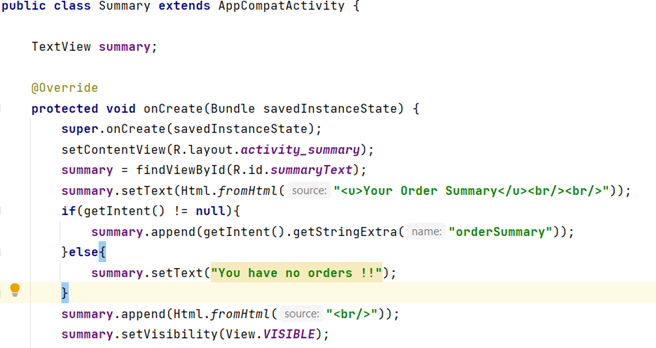 public class Summary extends AppCompatActivity {
TextView summary;
@Override
protected void onCreate(Bundle savedInstanceState) {
super.onCreate(savedInstanceState);
setContentView(R.layout.activity_summary);
summary = findViewById(R.id.summaryText);
summary.setText(Html.fromHtml( source: "<u>Your Order Summary</u><br/><br/>"));
if(getIntent() != null){
summary.append(getIntent().getStringExtra( name: "orderSummary"));
}else{
summary.setText("You have no orders !!");
}
summary.append(Html.fromHtml( source: "<br/>"));
summary.setVisibility(View.VISIBLE);